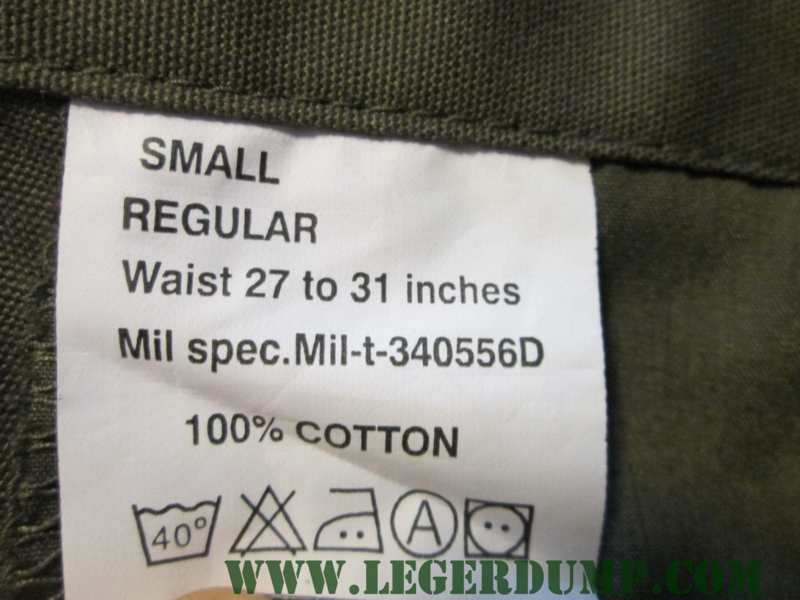 SMALL
REGULAR
Waist 27 to 31 inches
Mil spec.Mil-t-340556D
100% COTTON
40° A
WWW.LEGERDUMP.COM